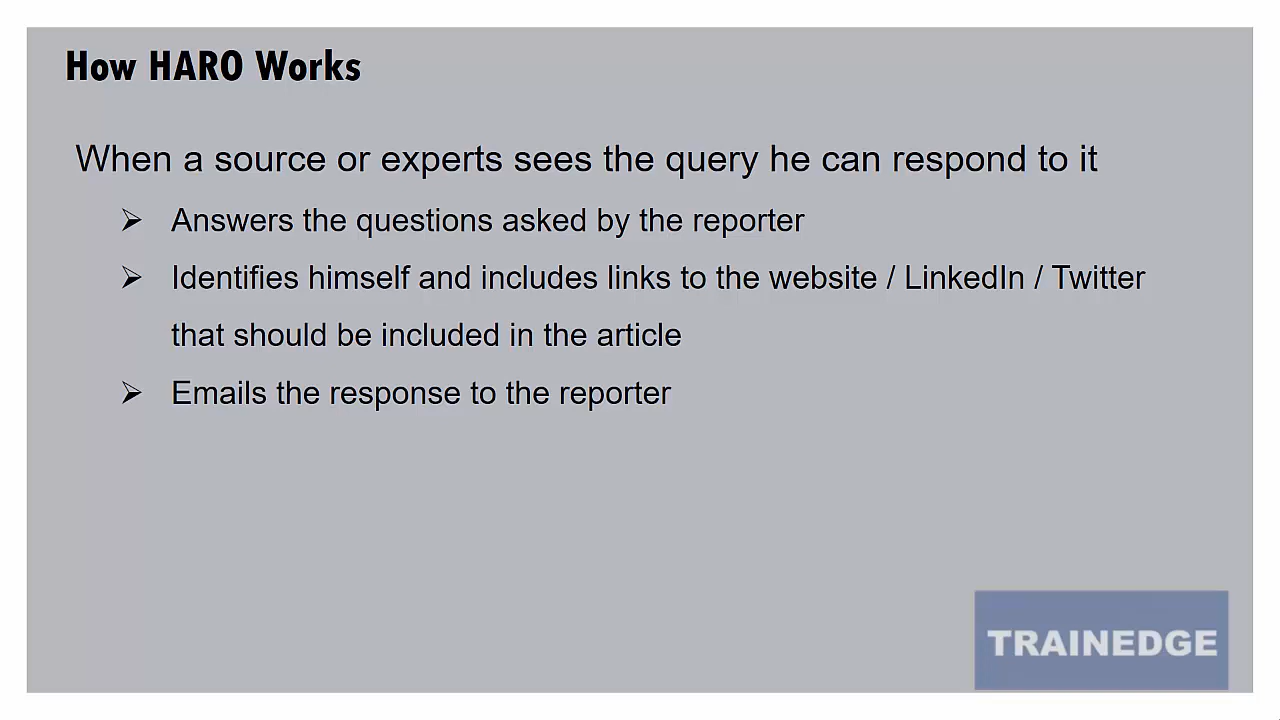 How HARO Works
When a source or experts sees the query he can respond to it
➢ Answers the questions asked by the reporter
➢ Identifies himself and includes links to the website / LinkedIn / Twitter
that should be included in the article
➢ Emails the response to the reporter
TRAINEDGE